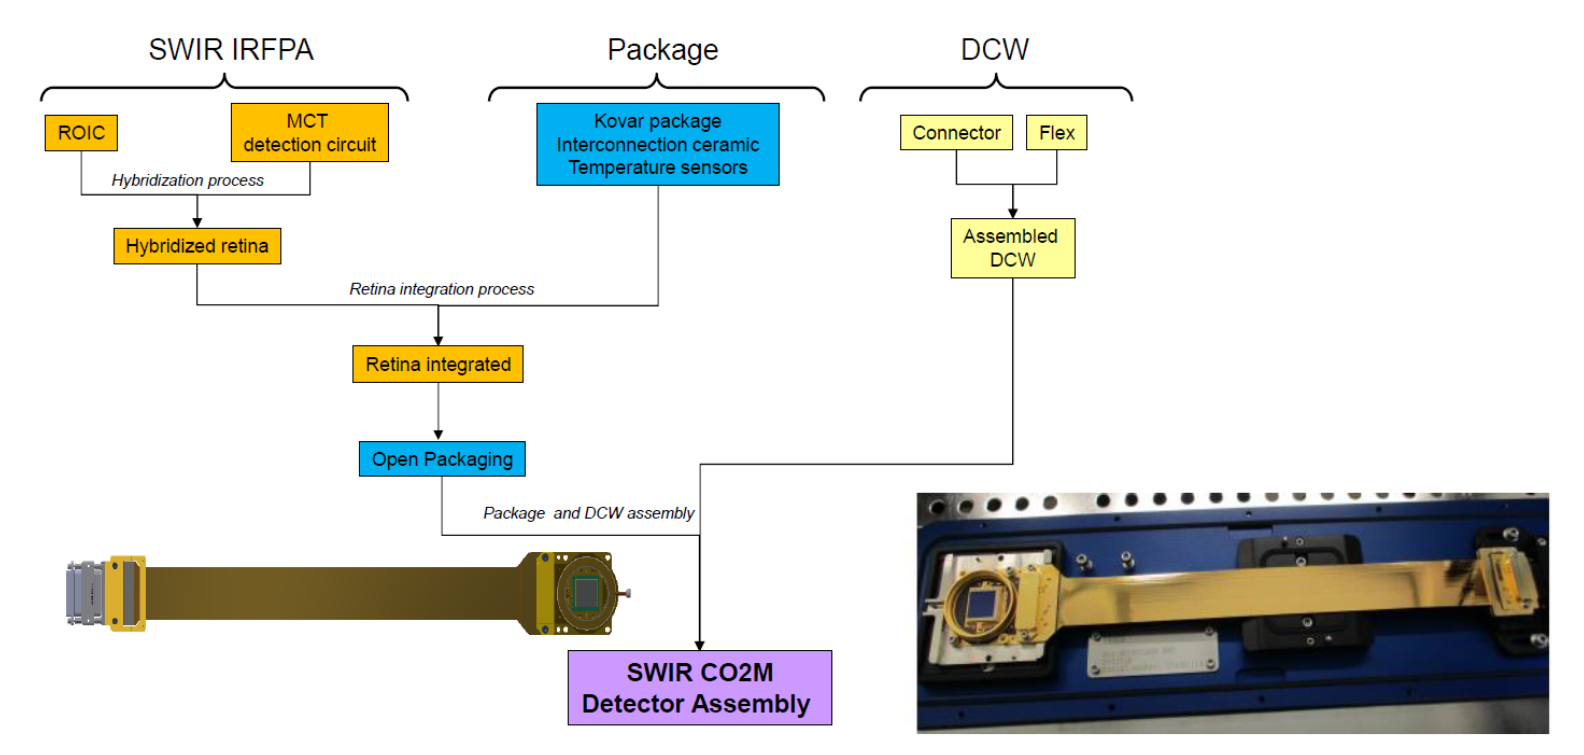 SWIR IRFPA
Package
DCW
ROIC
MCT
detection circuit
Kovar package
Interconnection ceramic
Temperature sensors
Connector
Flex
Hybridization process
Hybridized retina
Assembled
DCW
Retina integration process
Retina integrated
Open Packaging
Package and DCW assembly
SWIR CO2M
Detector Assembly